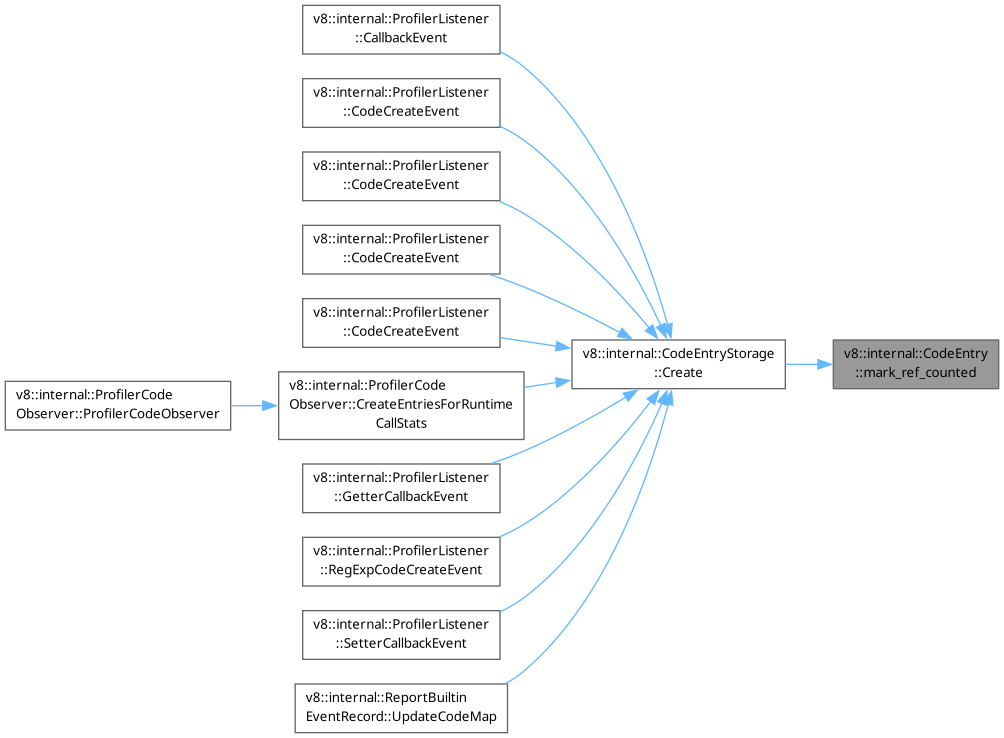 v8::internal::ProfilerListener
::CallbackEvent
v8::internal::ProfilerListener
::CodeCreateEvent
v8::internal::ProfilerListener
::CodeCreateEvent
v8::internal::ProfilerListener
::CodeCreateEvent
v8::internal::ProfilerListener
::CodeCreateEvent
v8::internal::CodeEntryStorage
::Create
v8::internal::CodeEntry
::mark_ref_counted
v8::internal::ProfilerCode
Observer::ProfilerCodeObserver
v8::internal::ProfilerCode
Observer::CreateEntriesForRuntime
CallStats
v8::internal::ProfilerListener
::GetterCallbackEvent
v8::internal::ProfilerListener
::RegExpCodeCreateEvent
v8::internal::ProfilerListener
::SetterCallbackEvent
v8::internal::ReportBuiltin
EventRecord::UpdateCodeMap